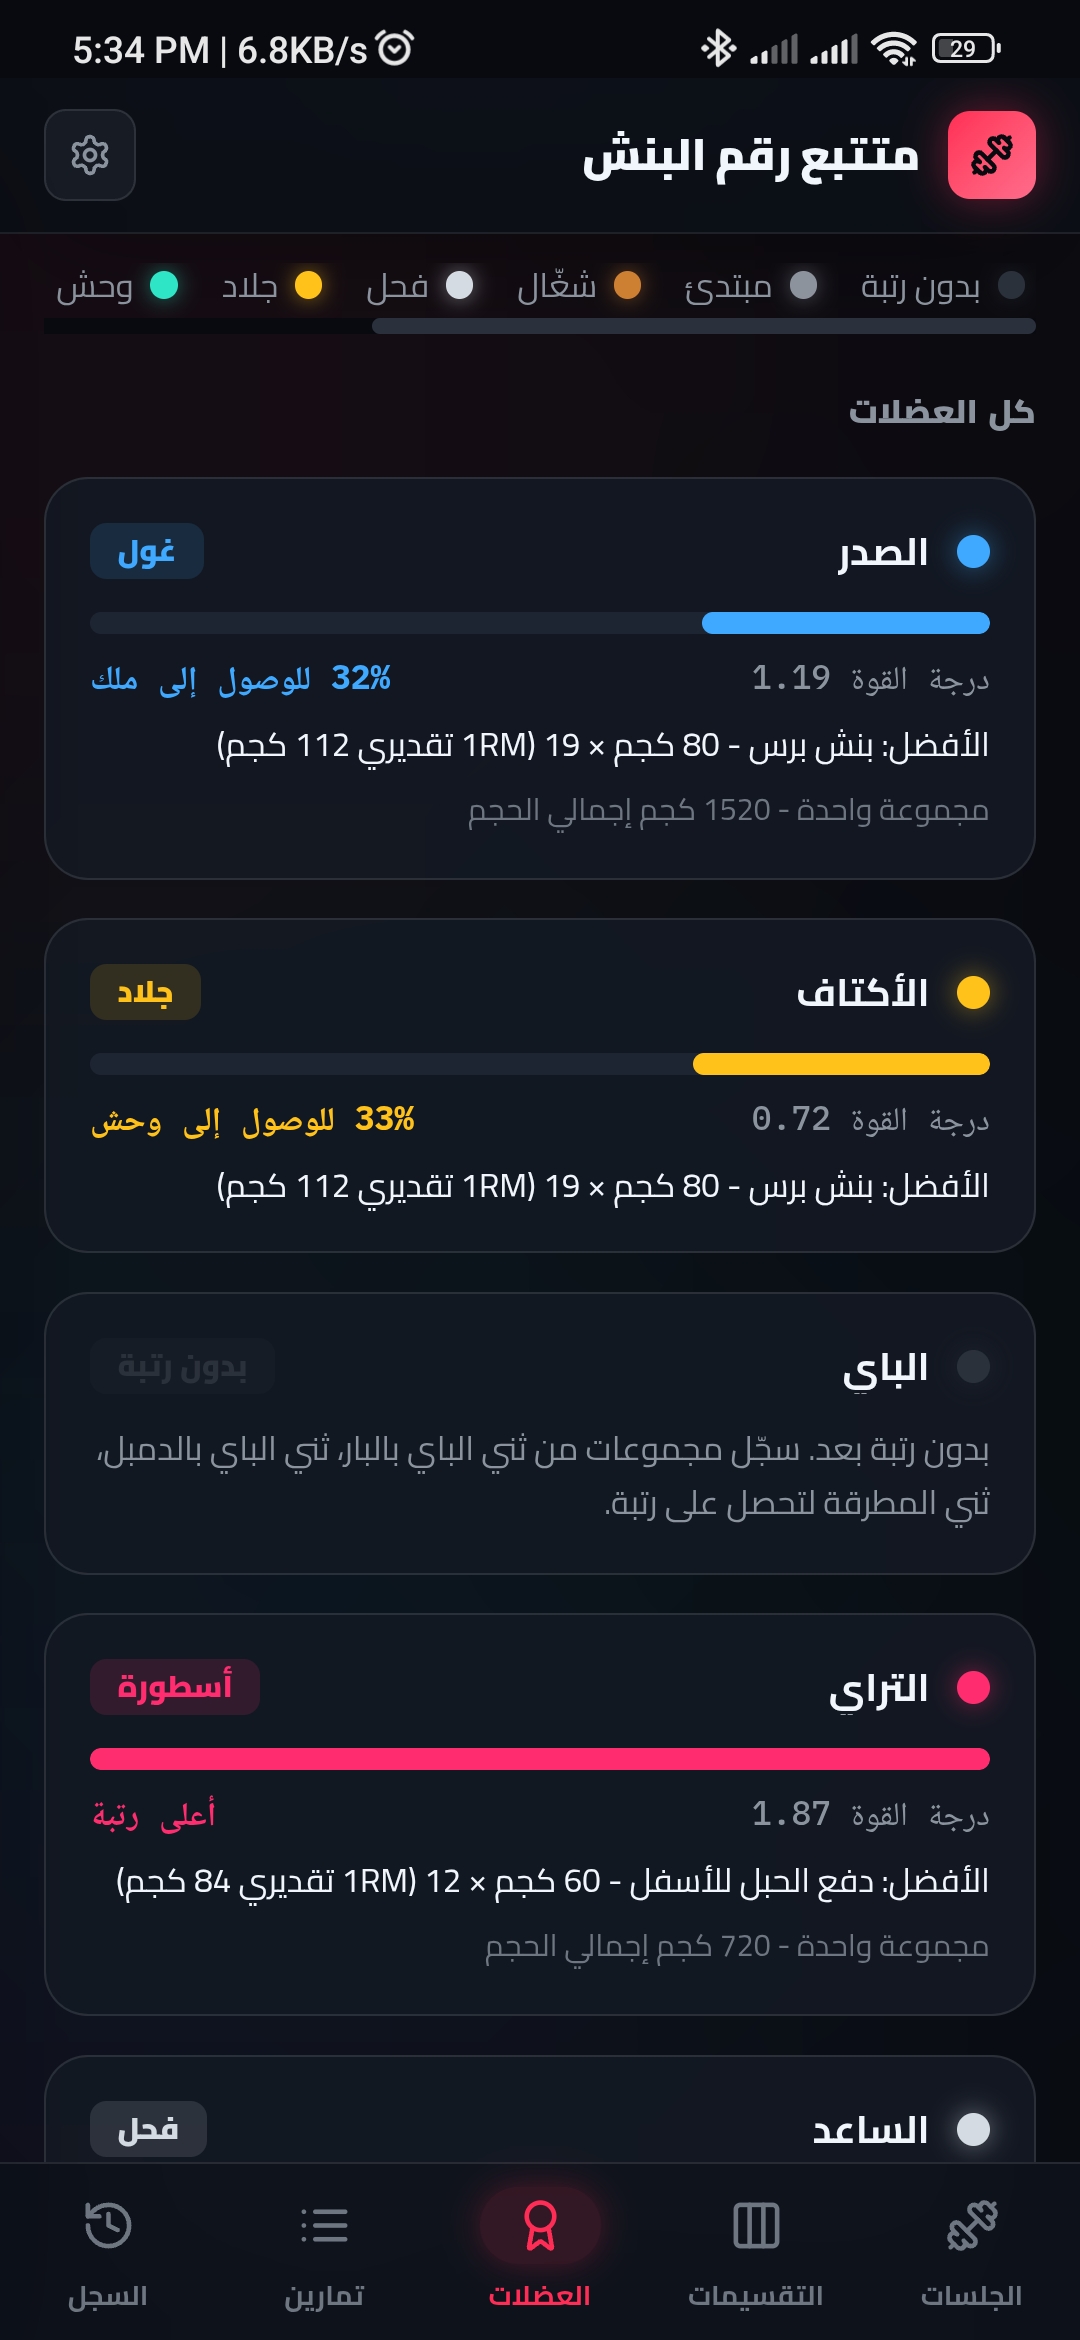 5:34 PM | 6.8KB/s
29
متتبع رقم البنش
بدون رتبة
مبتدئ
شغّال
فحل
جلاد
وحش
كل العضلات
الصدر
غول
درجة القوة 1.19
32% للوصول إلى ملك
الأفضل: بنش برس - 80 كجم × 19 (1RM تقديري 112 كجم)
مجموعة واحدة - 1520 كجم إجمالي الحجم
الأكتاف
جلاد
درجة القوة 0.72
33% للوصول إلى وحش
الأفضل: بنش برس - 80 كجم × 19 (1RM تقديري 112 كجم)
الباي
بدون رتبة
بدون رتبة بعد. سجّل مجموعات من ثني الباي بالبار، ثني الباي بالدمبل،
ثني المطرقة لتحصل على رتبة.
التراي
أسطورة
درجة القوة 1.87
أعلى رتبة
الأفضل: دفع الحبل للأسفل - 60 كجم × 12 (1RM تقديري 84 كجم)
مجموعة واحدة - 720 كجم إجمالي الحجم
الساعد
فحل
الجلسات
التقسيمات
العضلات
تمارين
السجل